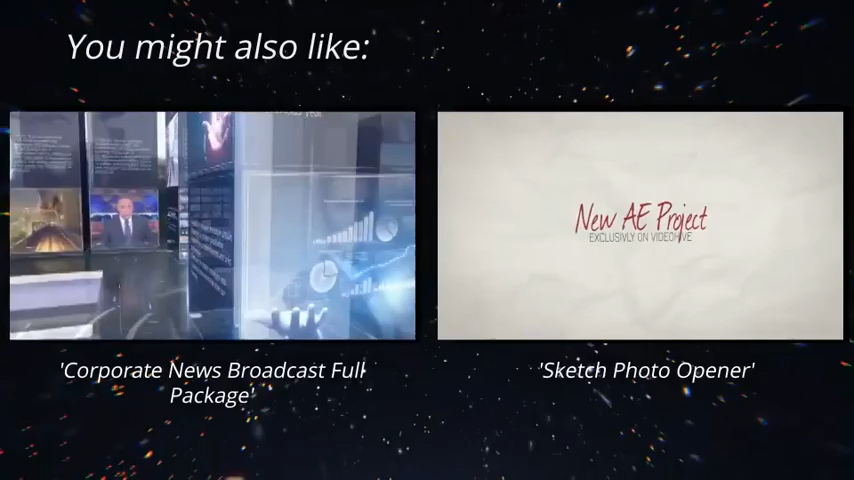 You might also like:
New AE Project
EXCLUSIVLY ON VIDEOHIVE
'Corporate News Broadcast Full
Package'
'Sketch Photo Opener'